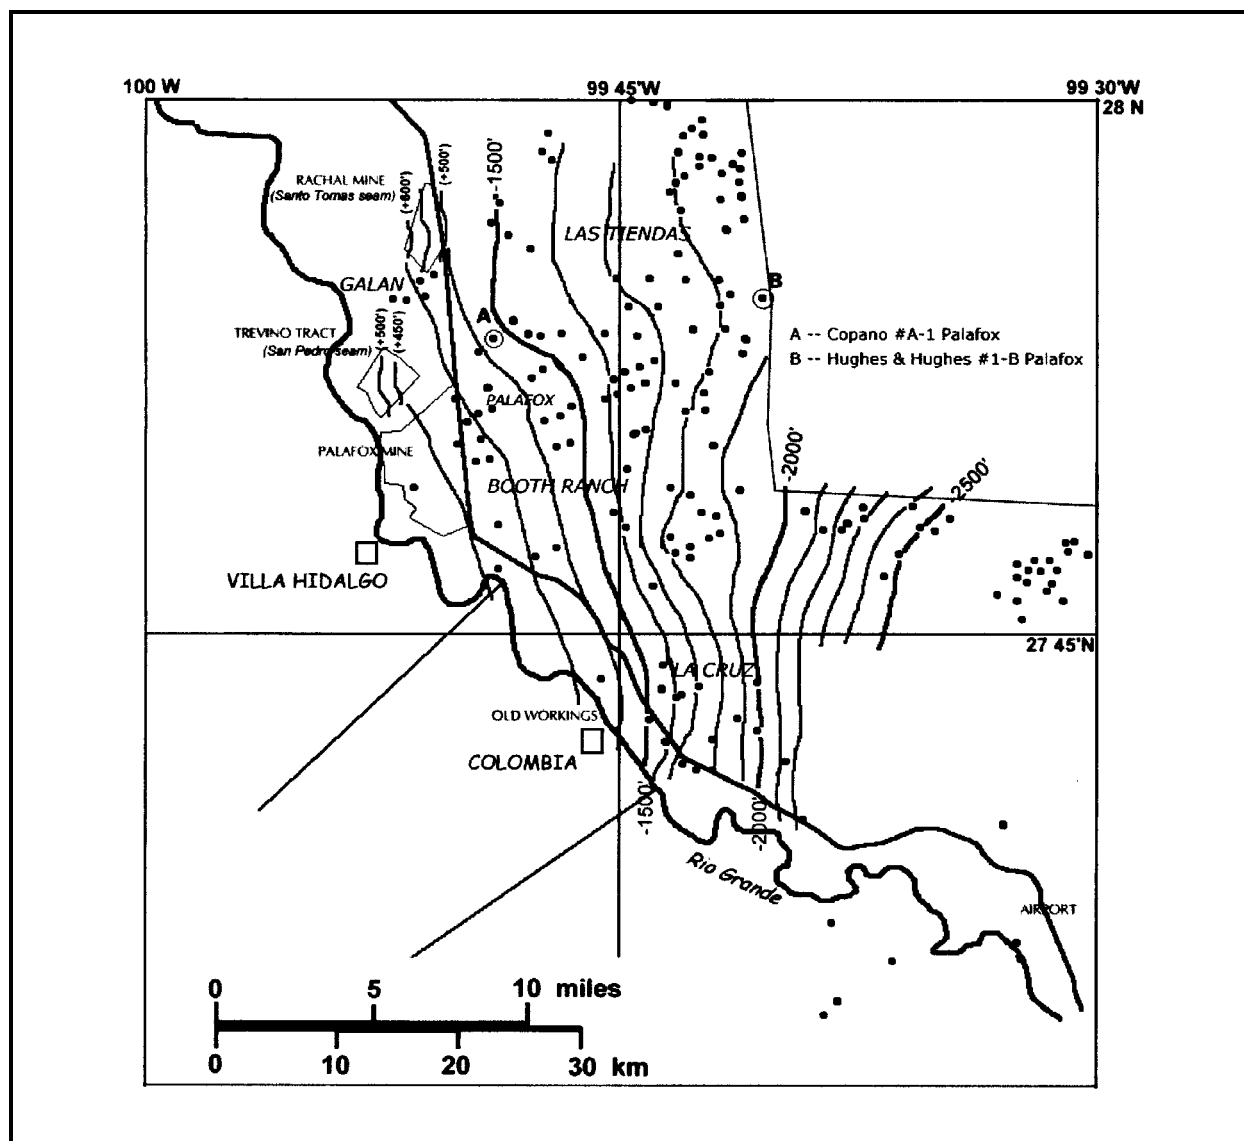 100 W
99 45'W
99 30'W
28 N
(+500')
-1500'
RACHAL MINE
(Santo Tomas seam)
(+600')
LAS TIENDAS
GALAN
B
A
TREVINO TRACT
(San Pedro seam)
(+500')
(+450')
A -- Copano #A-1 Palafox
B -- Hughes & Hughes #1-B Palafox
PALAFOX
PALAFOX MINE
-2000'
-2500'
BOOTH RANCH
VILLA HIDALGO
27 45'N
LA CRUZ
OLD WORKINGS
COLOMBIA
-1500'
-2000'
Rio Grande
AIRPORT
0 5 10 miles
0 10 20 30 km